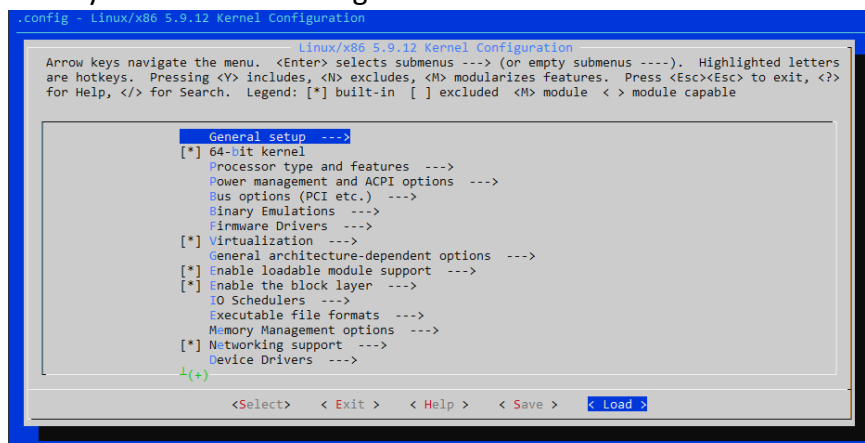 .config - Linux/x86 5.9.12 Kernel Configuration
Linux/x86 5.9.12 Kernel Configuration
Arrow keys navigate the menu.  <Enter> selects submenus ---> (or empty submenus ----).  Highlighted letters
are hotkeys.  Pressing <Y> includes, <N> excludes, <M> modularizes features.  Press <Esc><Esc> to exit, <?>
for Help, </> for Search.  Legend: [*] built-in  [ ] excluded  <M> module  < > module capable
General setup  --->
[*] 64-bit kernel
Processor type and features  --->
Power management and ACPI options  --->
Bus options (PCI etc.)  --->
Binary Emulations  --->
Firmware Drivers  --->
[*] Virtualization  --->
General architecture-dependent options  --->
[*] Enable loadable module support  --->
[*] Enable the block layer  --->
IO Schedulers  --->
Executable file formats  --->
Memory Management options  --->
[*] Networking support  --->
Device Drivers  --->
┴(+)
<Select>    < Exit >    < Help >    < Save >    < Load >